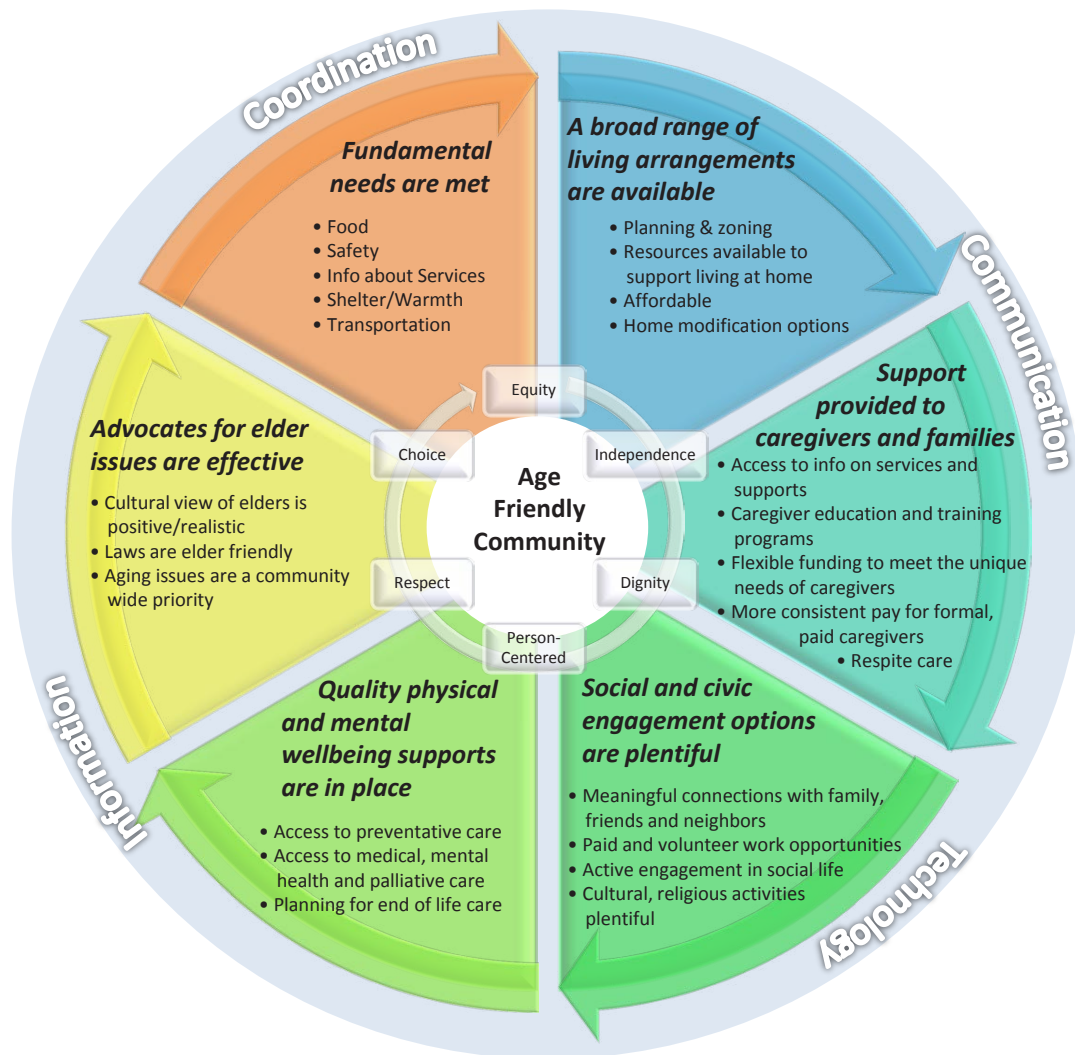 Coordination
Fundamental
needs are met
• Food
• Safety
• Info about Services
• Shelter/Warmth
• Transportation
A broad range of
living arrangements
are available
• Planning & zoning
• Resources available to
support living at home
• Affordable
• Home modification options
Communication
Support
provided to
caregivers and families
• Access to info on services and
supports
• Caregiver education and training
programs
• Flexible funding to meet the unique
needs of caregivers
• More consistent pay for formal,
paid caregivers
• Respite care
Social and civic
engagement options
are plentiful
• Meaningful connections with family,
friends and neighbors
• Paid and volunteer work opportunities
• Active engagement in social life
• Cultural, religious activities
plentiful
Technology
Quality physical
and mental
wellbeing supports
are in place
• Access to preventative care
• Access to medical, mental
health and palliative care
• Planning for end of life care
Information
Advocates for elder
issues are effective
• Cultural view of elders is
positive/realistic
• Laws are elder friendly
• Aging issues are a community
wide priority
Equity
Independence
Dignity
Person-
Centered
Respect
Choice
Age
Friendly
Community